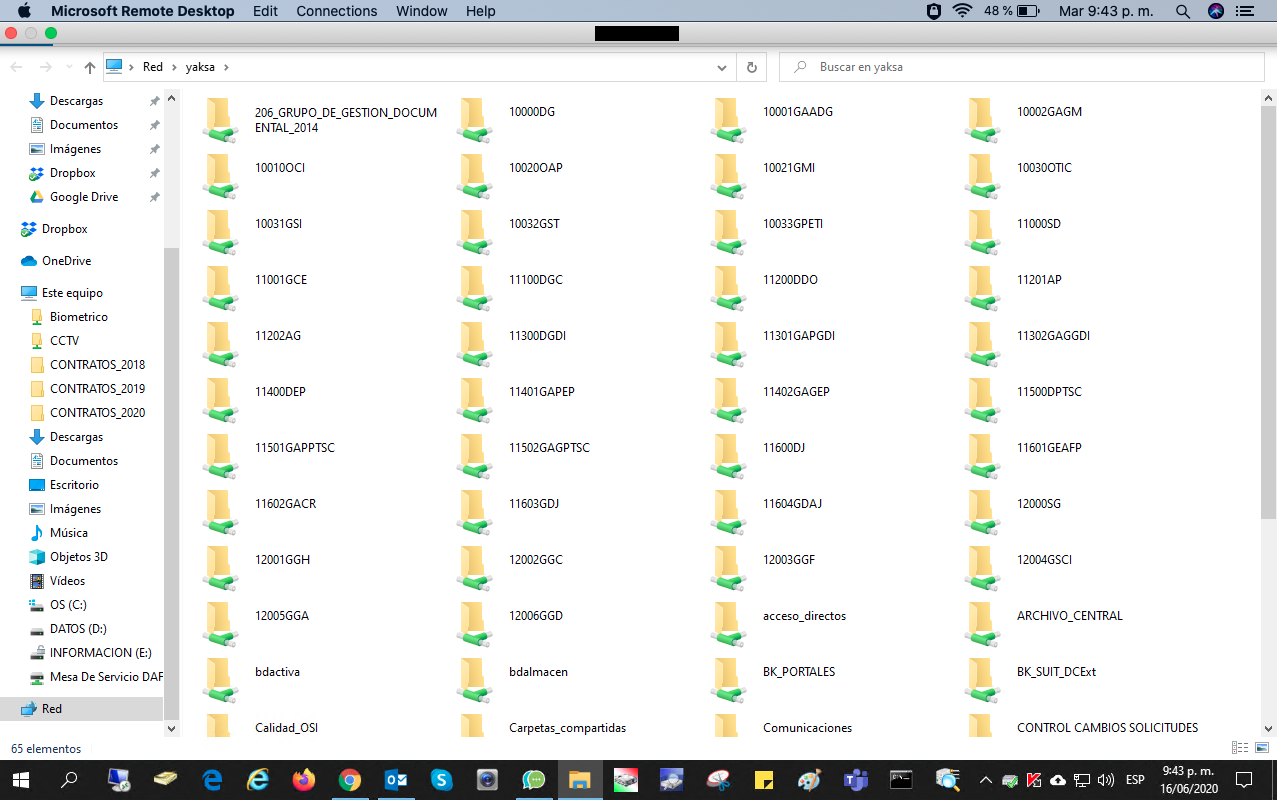 Microsoft Remote Desktop Edit Connections Window Help 48 % Mar 9:43 p. m.
Red yaksa Buscar en yaksa
Descargas
Documentos
Imágenes
Dropbox
Google Drive
Dropbox
OneDrive
Este equipo
Biometrico
CCTV
CONTRATOS_2018
CONTRATOS_2019
CONTRATOS_2020
Descargas
Documentos
Escritorio
Imágenes
Música
Objetos 3D
Vídeos
OS (C:)
DATOS (D:)
INFORMACION (E:)
Mesa De Servicio DAF
Red
206_GRUPO_DE_GESTION_DOCUM
ENTAL_2014
10000DG
10001GAADG
10002GAGM
10010OCI
10020OAP
10021GMI
10030OTIC
10031GSI
10032GST
10033GPETI
11000SD
11001GCE
11100DGC
11200DDO
11201AP
11202AG
11300DGDI
11301GAPGDI
11302GAGGDI
11400DEP
11401GAPEP
11402GAGEP
11500DPTSC
11501GAPPTSC
11502GAGPTSC
11600DJ
11601GEAFP
11602GACR
11603GDJ
11604GDAJ
12000SG
12001GGH
12002GGC
12003GGF
12004GSCI
12005GGA
12006GGD
acceso_directos
ARCHIVO_CENTRAL
bdactiva
bdalmacen
BK_PORTALES
BK_SUIT_DCExt
Calidad_OSI
Carpetas_compartidas
Comunicaciones
CONTROL CAMBIOS SOLICITUDES
65 elementos
ESP
9:43 p. m.
16/06/2020